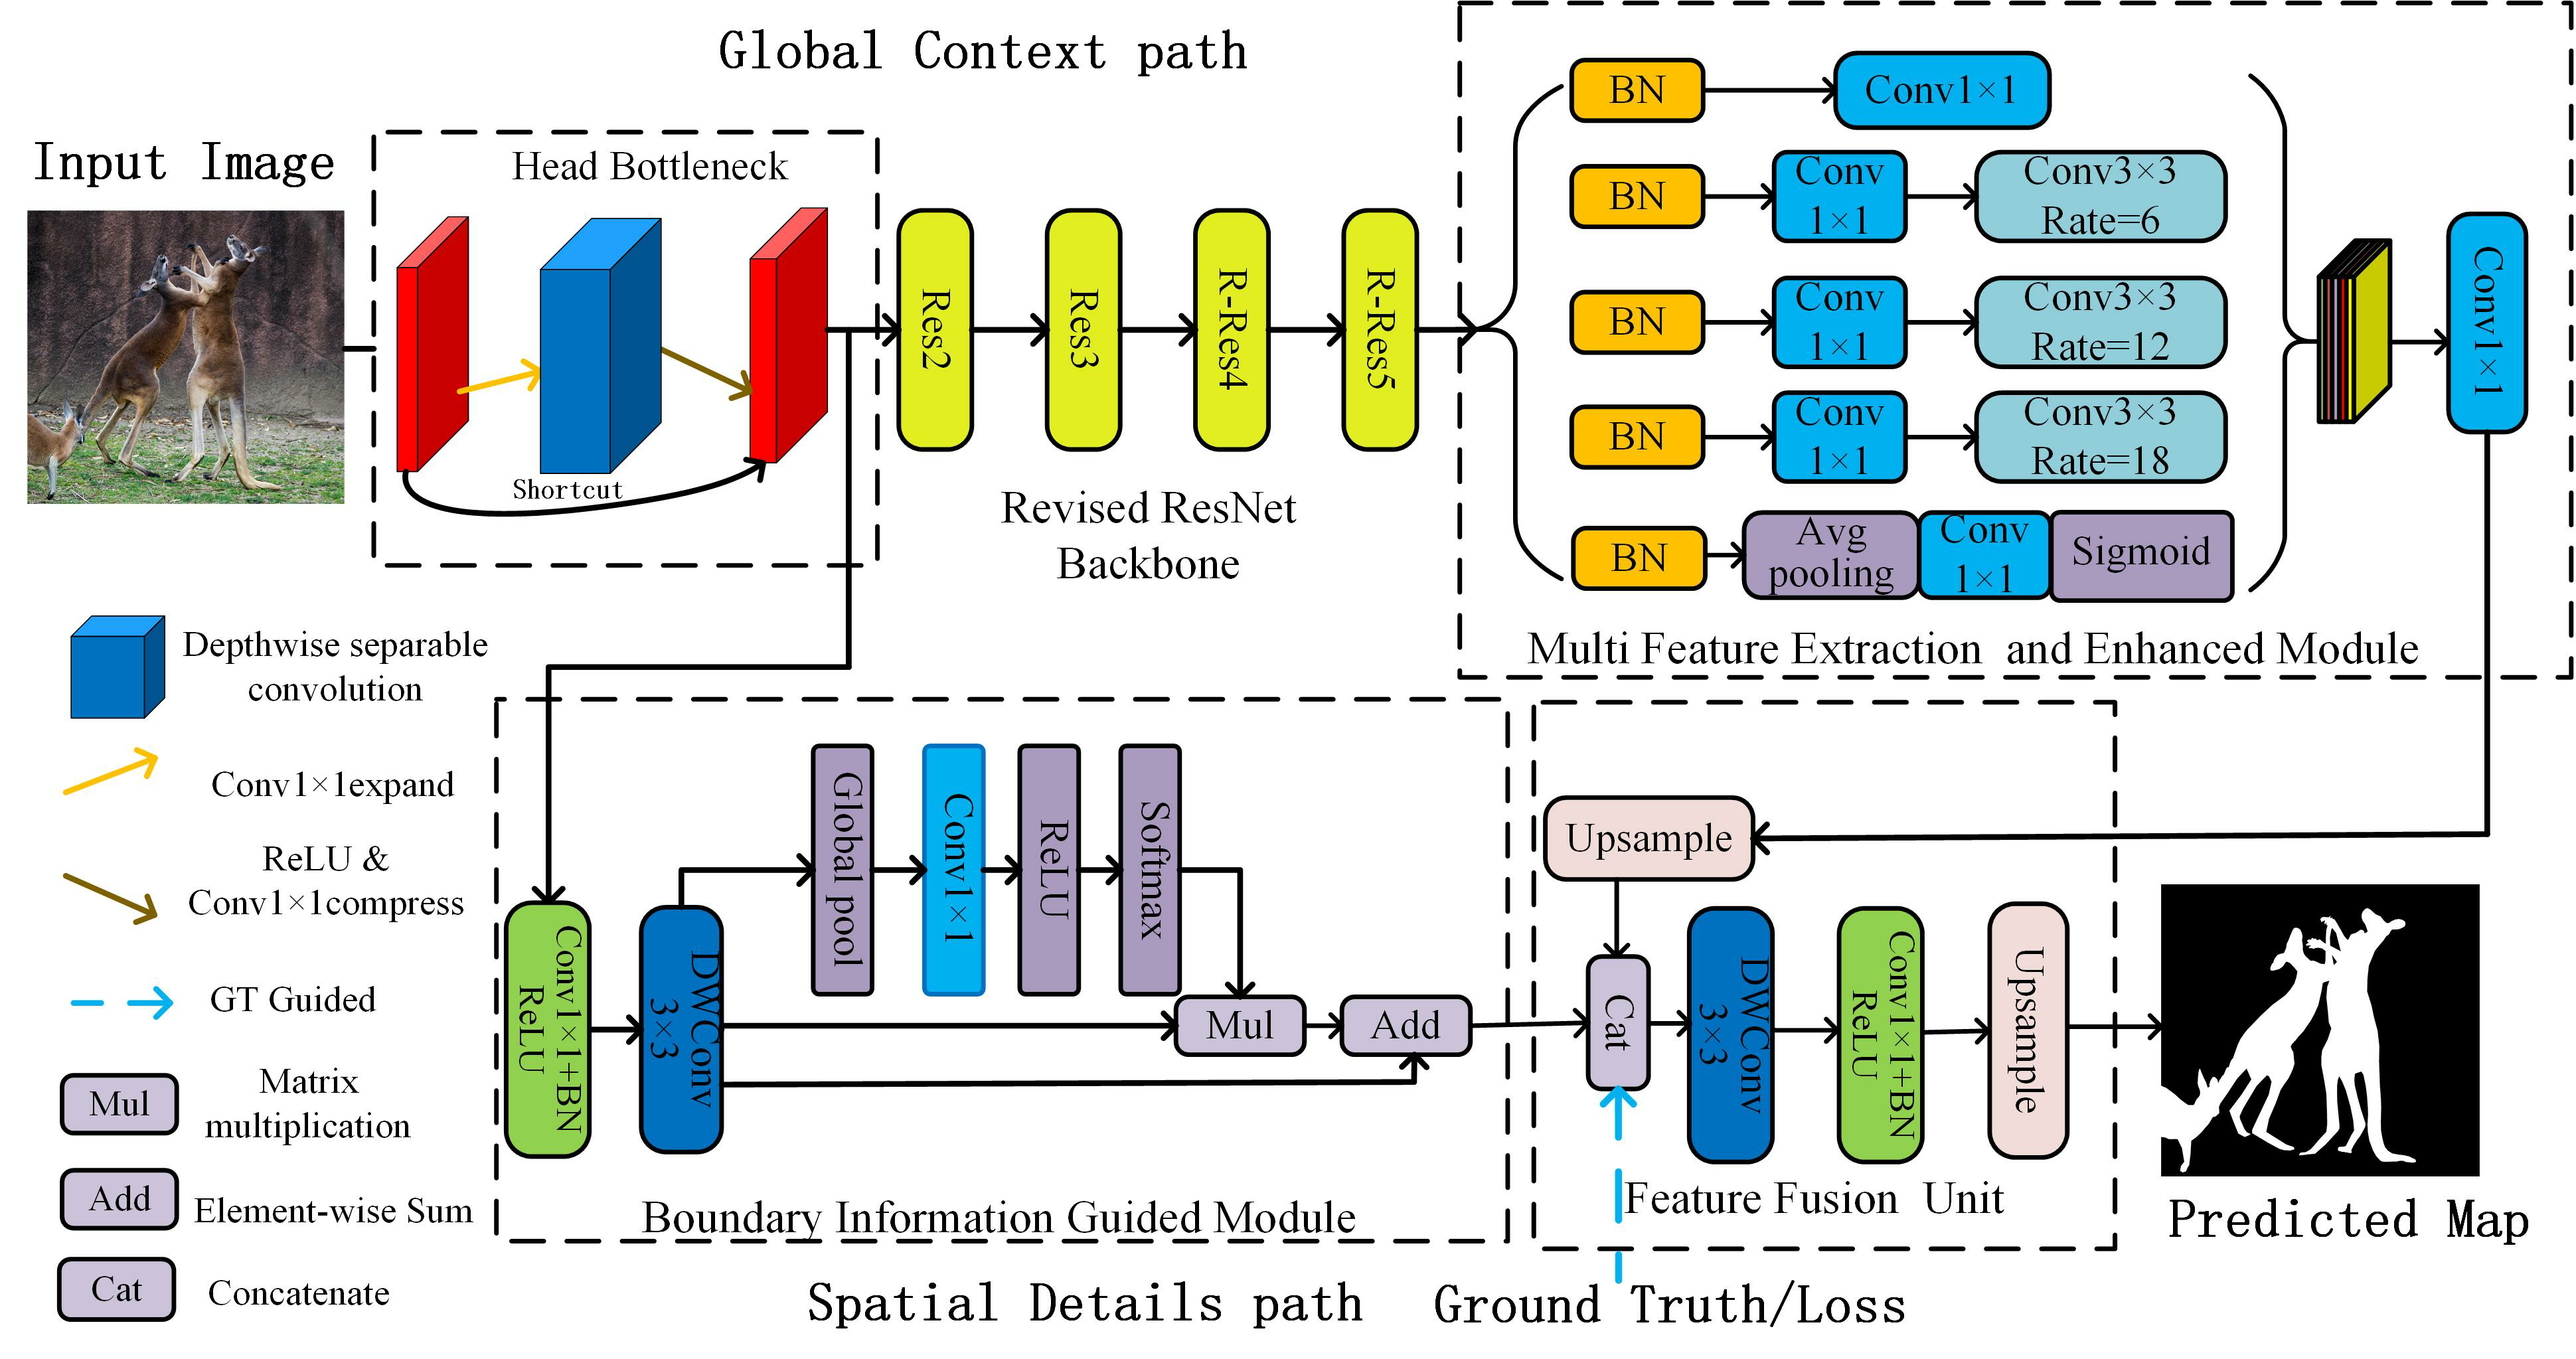 Global Context path
Input Image
Head Bottleneck
Shortcut
Res2
Res3
R-Res4
R-Res5
Revised ResNet
Backbone
BN
Conv1×1
BN
Conv
1×1
Conv3×3
Rate=6
BN
Conv
1×1
Conv3×3
Rate=12
BN
Conv
1×1
Conv3×3
Rate=18
BN
Avg
pooling
Conv
1×1
Sigmoid
Conv1×1
Multi Feature Extraction and Enhanced Module
Depthwise separable
convolution
Conv1×1expand
ReLU &
Conv1×1compress
GT Guided
Mul
Matrix
multiplication
Add
Element-wise Sum
Cat
Concatenate
Conv1×1+BN
ReLU
DWConv
3×3
Global pool
Conv1×1
ReLU
Softmax
Mul
Add
Boundary Information Guided Module
Spatial Details path
Upsample
Cat
DWConv
3×3
Conv1×1+BN
ReLU
Upsample
Feature Fusion Unit
Ground Truth/Loss
Predicted Map